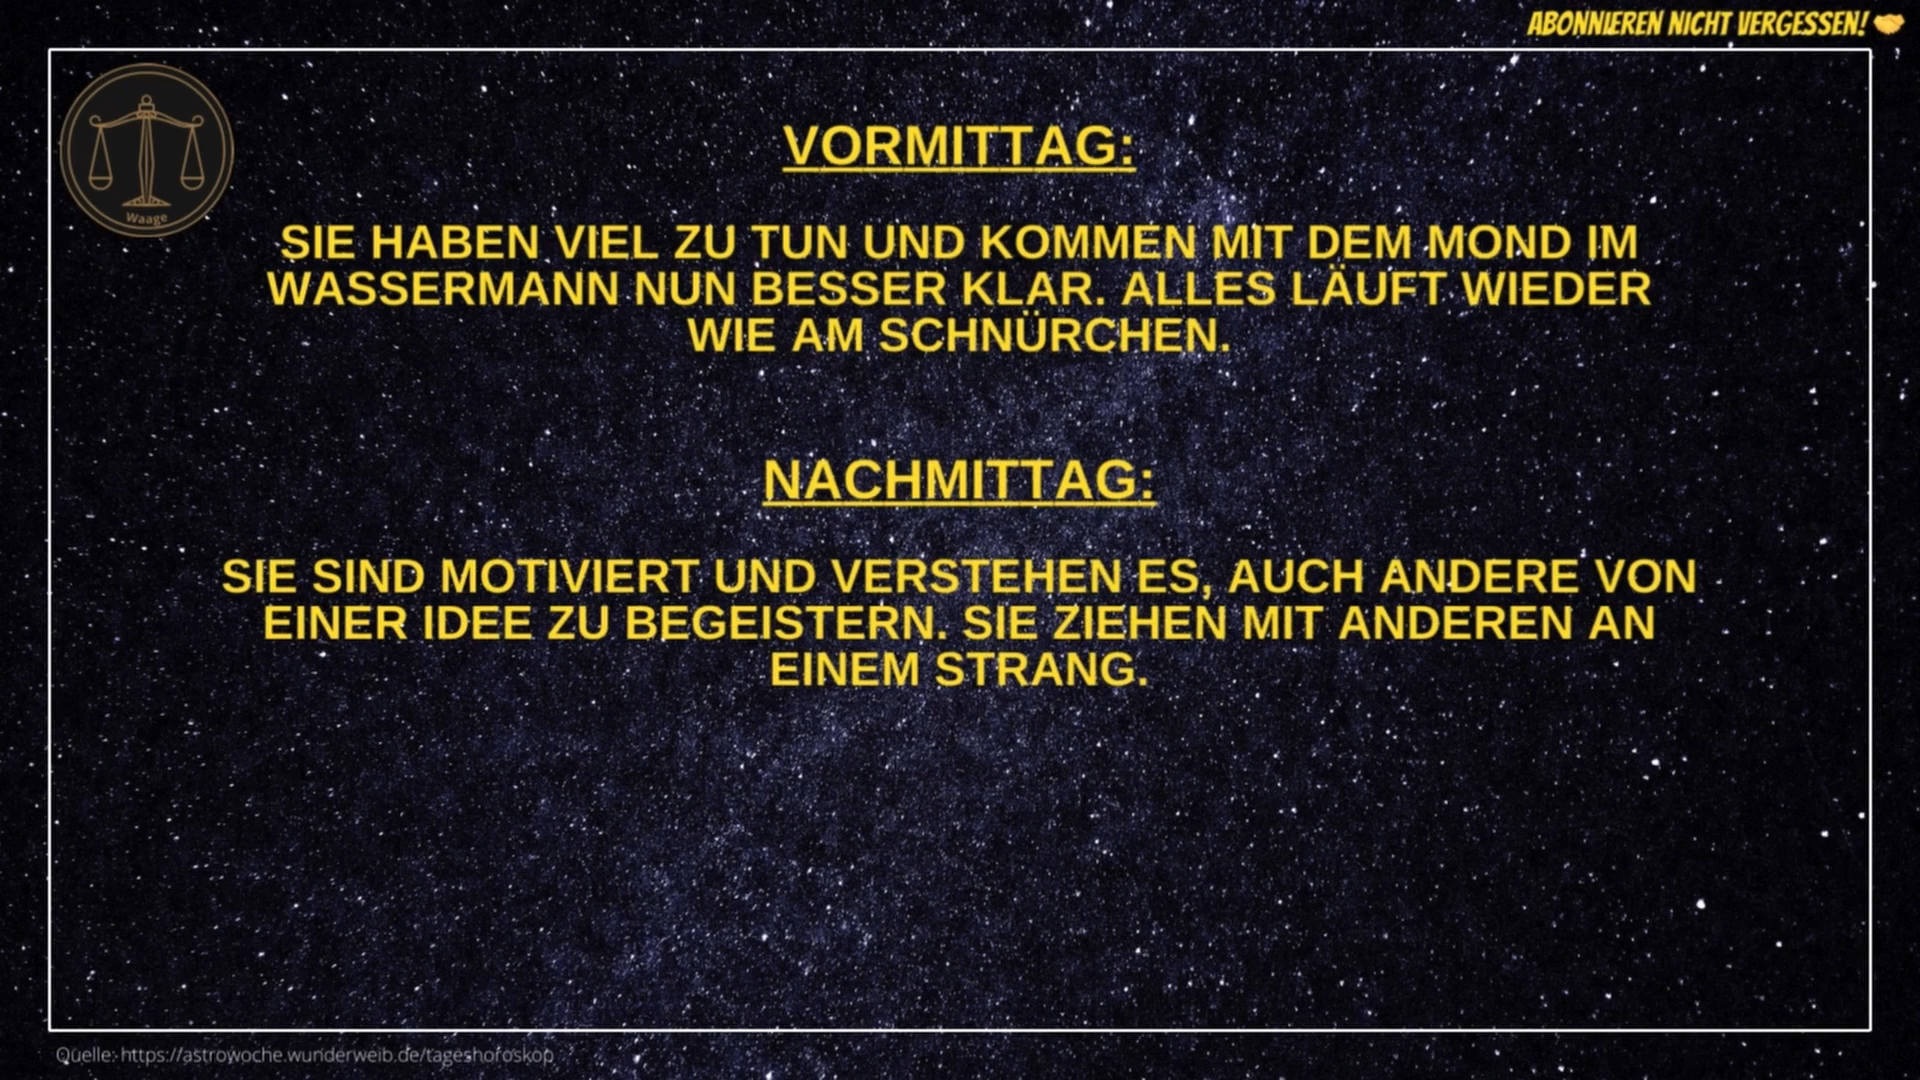 ABONNIEREN NICHT VERGESSEN!
Waage
VORMITTAG:
SIE HABEN VIEL ZU TUN UND KOMMEN MIT DEM MOND IM
WASSERMANN NUN BESSER KLAR. ALLES LÄUFT WIEDER
WIE AM SCHNÜRCHEN.
NACHMITTAG:
SIE SIND MOTIVIERT UND VERSTEHEN ES, AUCH ANDERE VON
EINER IDEE ZU BEGEISTERN. SIE ZIEHEN MIT ANDEREN AN
EINEM STRANG.
Quelle: https://astrowoche.wunderweib.de/tageshoroskop